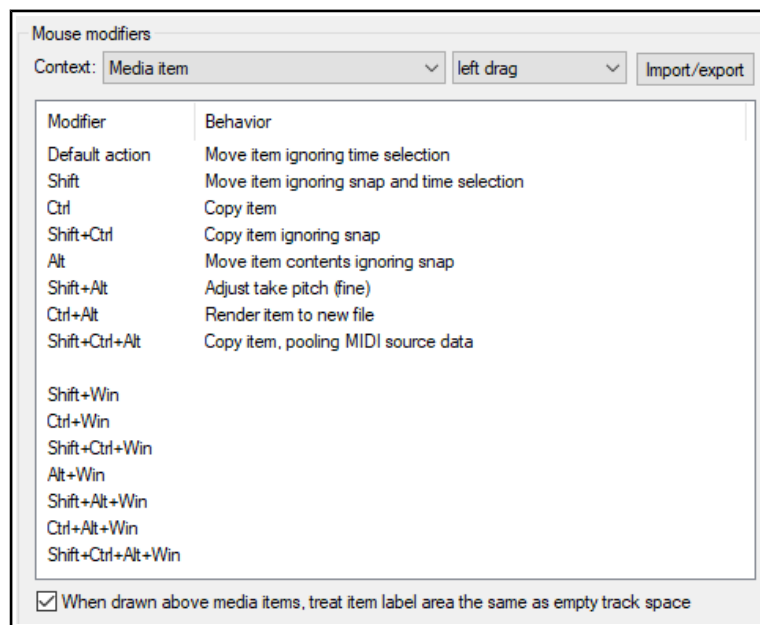 Mouse modifiers
Context: Media item left drag Import/export
Modifier Behavior
Default action Move item ignoring time selection
Shift Move item ignoring snap and time selection
Ctrl Copy item
Shift+Ctrl Copy item ignoring snap
Alt Move item contents ignoring snap
Shift+Alt Adjust take pitch (fine)
Ctrl+Alt Render item to new file
Shift+Ctrl+Alt Copy item, pooling MIDI source data
Shift+Win
Ctrl+Win
Shift+Ctrl+Win
Alt+Win
Shift+Alt+Win
Ctrl+Alt+Win
Shift+Ctrl+Alt+Win
When drawn above media items, treat item label area the same as empty track space